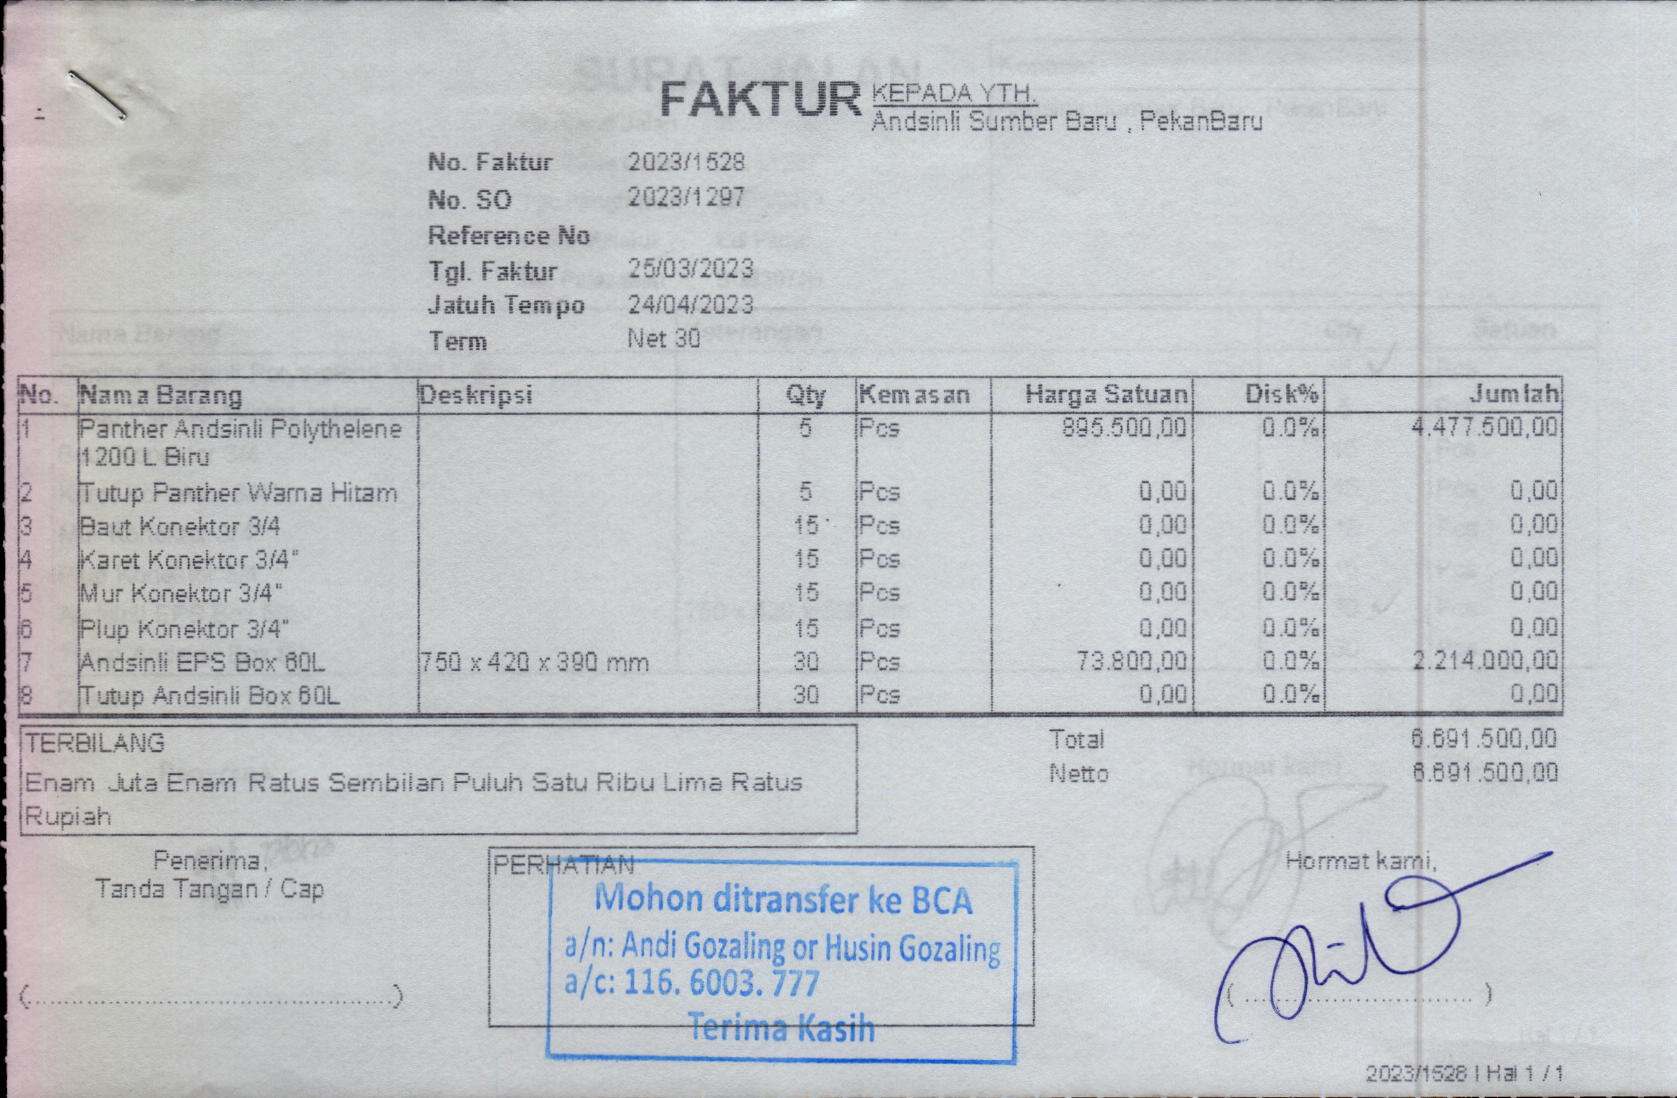 FAKTUR
KEPADA YTH.
Andsinli Sumber Baru , PekanBaru
No. Faktur 2023/1528
No. SO 2023/1297
Reference No
Tgl. Faktur 25/03/2023
Jatuh Tempo 24/04/2023
Term Net 30
No. Nama Barang Deskripsi Qty Kemasan Harga Satuan Disk% Jumlah
1 Panther Andsinli Polythelene 5 Pcs 895.500,00 0.0% 4.477.500,00
1200 L Biru
2 Tutup Panther Warna Hitam 5 Pcs 0,00 0.0% 0,00
3 Baut Konektor 3/4 15 Pcs 0,00 0.0% 0,00
4 Karet Konektor 3/4" 15 Pcs 0,00 0.0% 0,00
5 Mur Konektor 3/4" 15 Pcs 0,00 0.0% 0,00
6 Plup Konektor 3/4" 15 Pcs 0,00 0.0% 0,00
7 Andsinli EPS Box 60L 750 x 420 x 390 mm 30 Pcs 73.800,00 0.0% 2.214.000,00
8 Tutup Andsinli Box 60L 30 Pcs 0,00 0.0% 0,00
TERBILANG
Enam Juta Enam Ratus Sembilan Puluh Satu Ribu Lima Ratus
Rupiah
Total 6.691.500,00
Netto 6.691.500,00
Penerima,
Tanda Tangan / Cap
(..............................................)
PERHATIAN
Mohon ditransfer ke BCA
a/n: Andi Gozaling or Husin Gozaling
a/c: 116. 6003. 777
Terima Kasih
Hormat kami,
(..............................)
2023/1528 | Hal 1 / 1